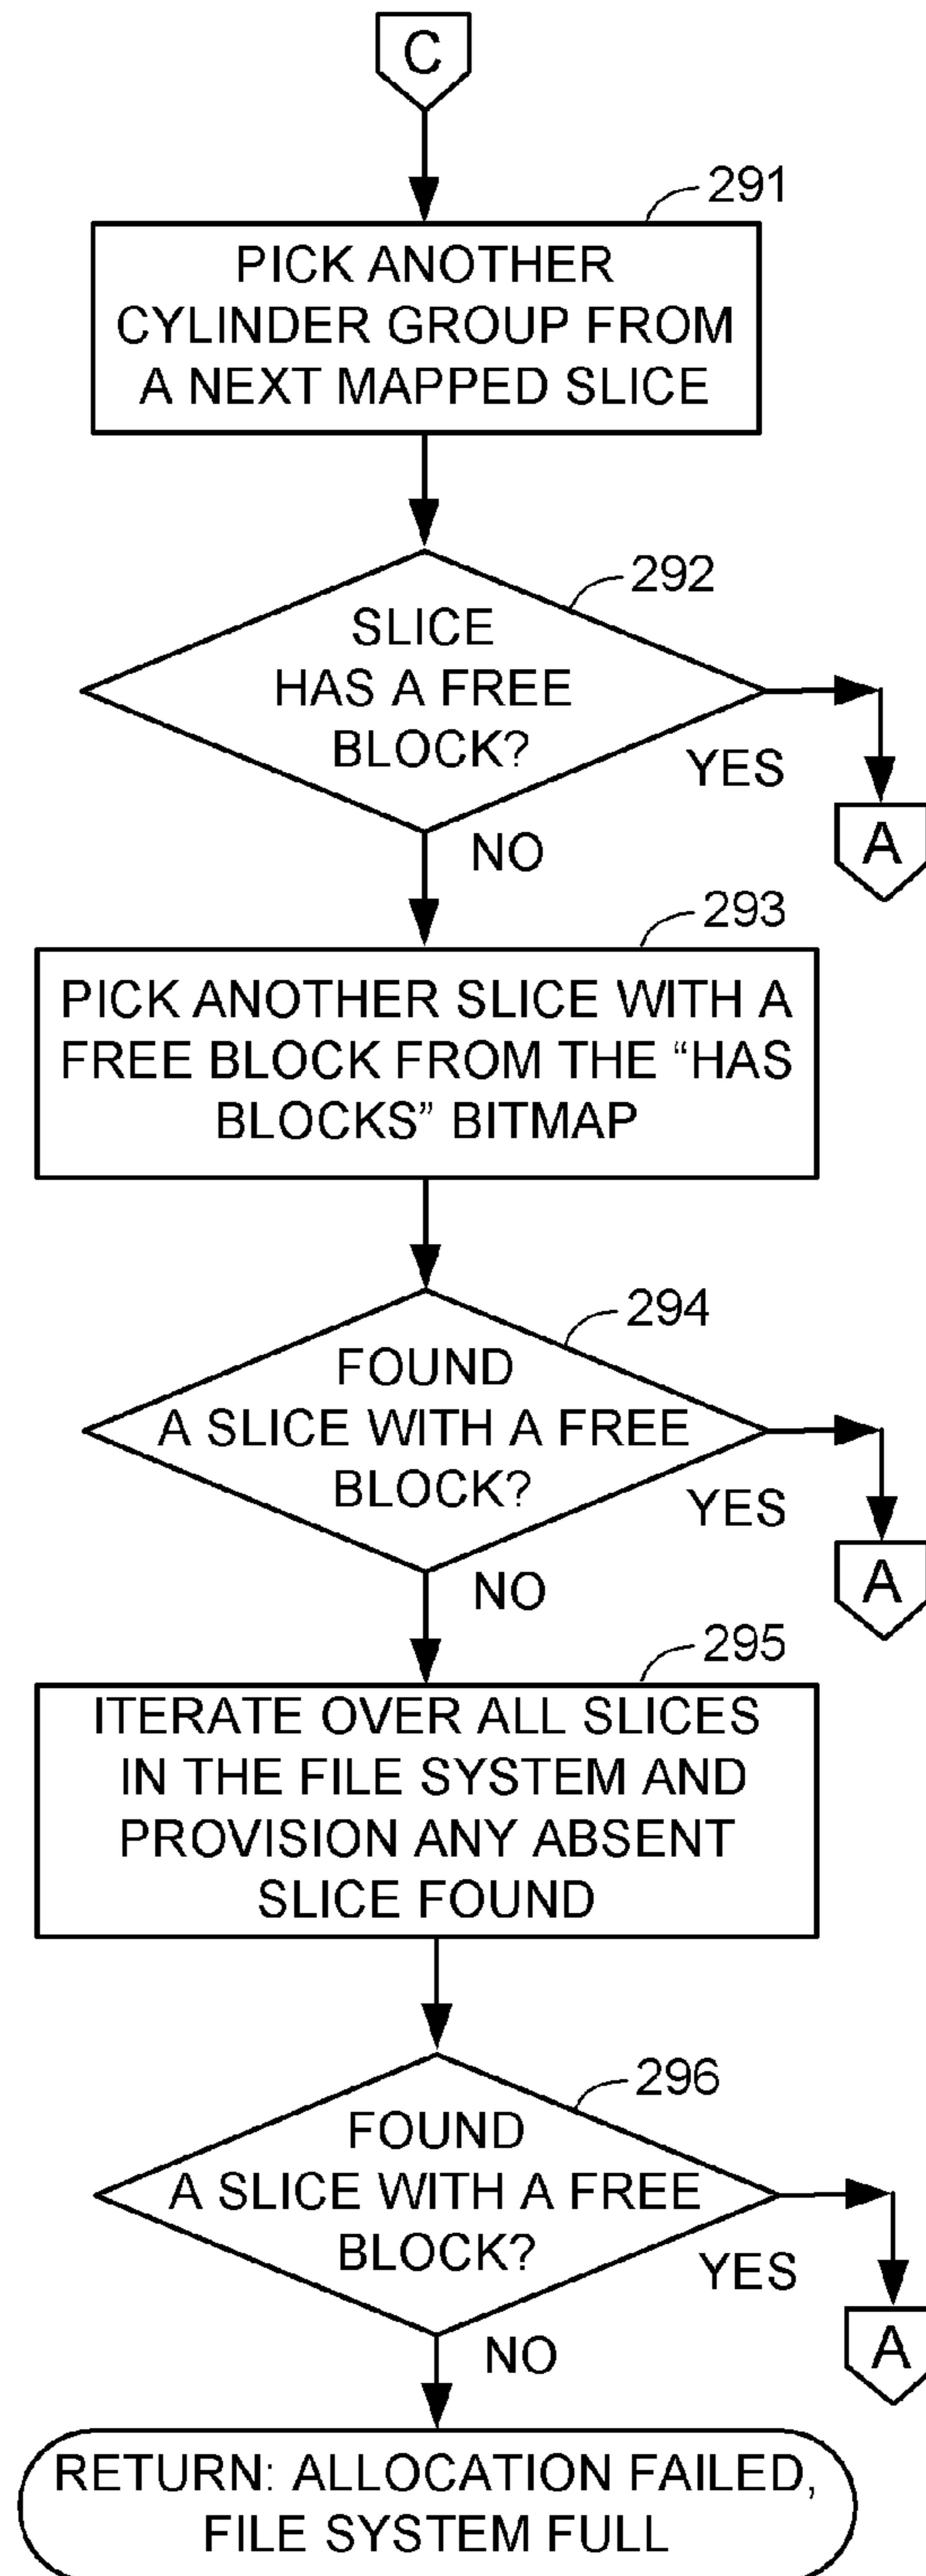 C
291
PICK ANOTHER
CYLINDER GROUP FROM
A NEXT MAPPED SLICE
292
SLICE
HAS A FREE
BLOCK?
YES
A
NO
293
PICK ANOTHER SLICE WITH A
FREE BLOCK FROM THE “HAS
BLOCKS” BITMAP
294
FOUND
A SLICE WITH A FREE
BLOCK?
YES
A
NO
295
ITERATE OVER ALL SLICES
IN THE FILE SYSTEM AND
PROVISION ANY ABSENT
SLICE FOUND
296
FOUND
A SLICE WITH A FREE
BLOCK?
YES
A
NO
RETURN: ALLOCATION FAILED,
FILE SYSTEM FULL